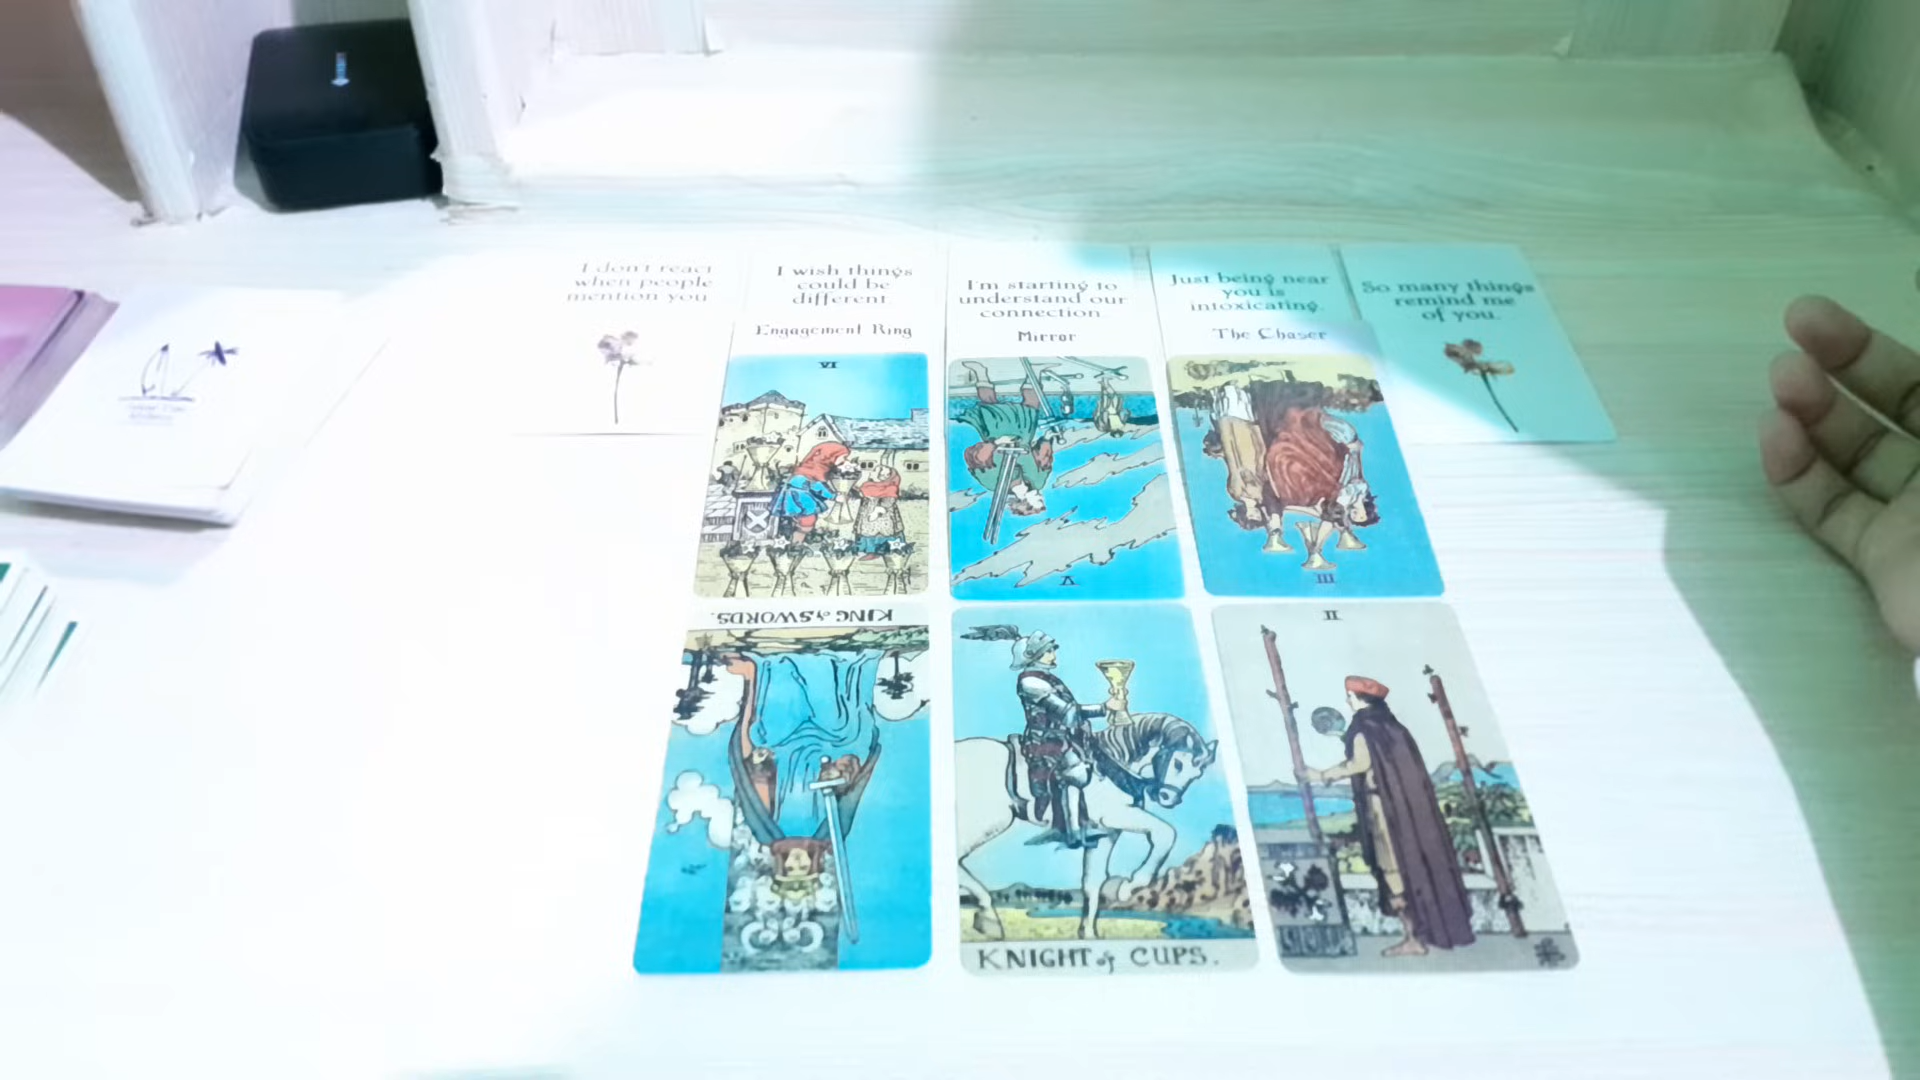 I don't react
when people
mention you.
I wish things
could be
different.
Engagement Ring
I'm starting to
understand our
connection.
Mirror
Just being near
you is
intoxicating.
The Chaser
So many things
remind me
of you.
VI
V
III
KING of SWORDS.
KNIGHT of CUPS.
II